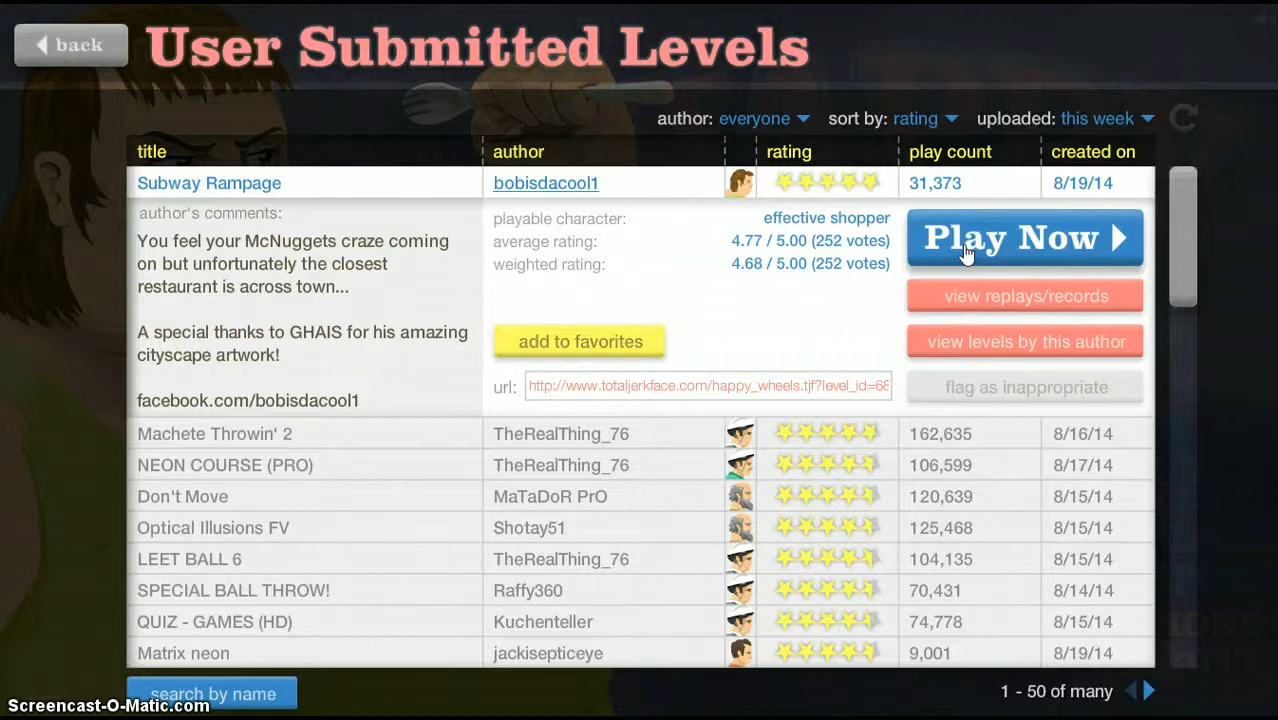 back
User Submitted Levels
author: everyone sort by: rating uploaded: this week
title author rating play count created on
Subway Rampage bobisdacool1 31,373 8/19/14
author's comments:
You feel your McNuggets craze coming
on but unfortunately the closest
restaurant is across town...
A special thanks to GHAIS for his amazing
cityscape artwork!
facebook.com/bobisdacool1
playable character: effective shopper
average rating: 4.77 / 5.00 (252 votes)
weighted rating: 4.68 / 5.00 (252 votes)
add to favorites
url: http://www.totaljerkface.com/happy_wheels.tjf?level_id=68
Play Now
view replays/records
view levels by this author
flag as inappropriate
Machete Throwin' 2 TheRealThing_76 162,635 8/16/14
NEON COURSE (PRO) TheRealThing_76 106,599 8/17/14
Don't Move MaTaDoR PrO 120,639 8/15/14
Optical Illusions FV Shotay51 125,468 8/15/14
LEET BALL 6 TheRealThing_76 104,135 8/15/14
SPECIAL BALL THROW! Raffy360 70,431 8/14/14
QUIZ - GAMES (HD) Kuchenteller 74,778 8/15/14
Matrix neon jackisepticeye 9,001 8/19/14
search by name
1 - 50 of many
Screencast-O-Matic.com